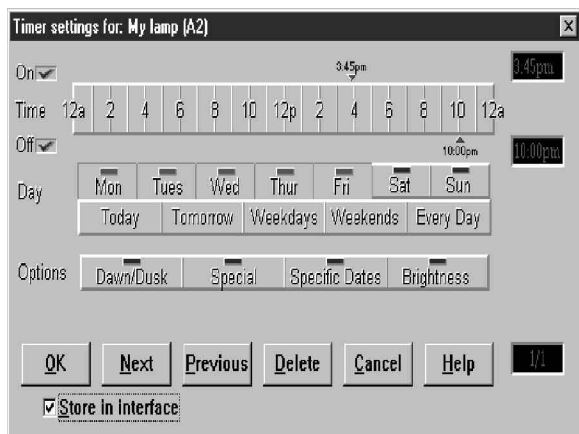 Timer settings for: My lamp (A2)
On 3.45pm 3.45pm
Time 12a 2 4 6 8 10 12p 2 4 6 8 10 12a
Off 10:00pm 10:00pm
Day Mon Tues Wed Thur Fri Sat Sun
Today Tomorrow Weekdays Weekends Every Day
Options Dawn/Dusk Special Specific Dates Brightness
OK Next Previous Delete Cancel Help 1/1
Store in interface